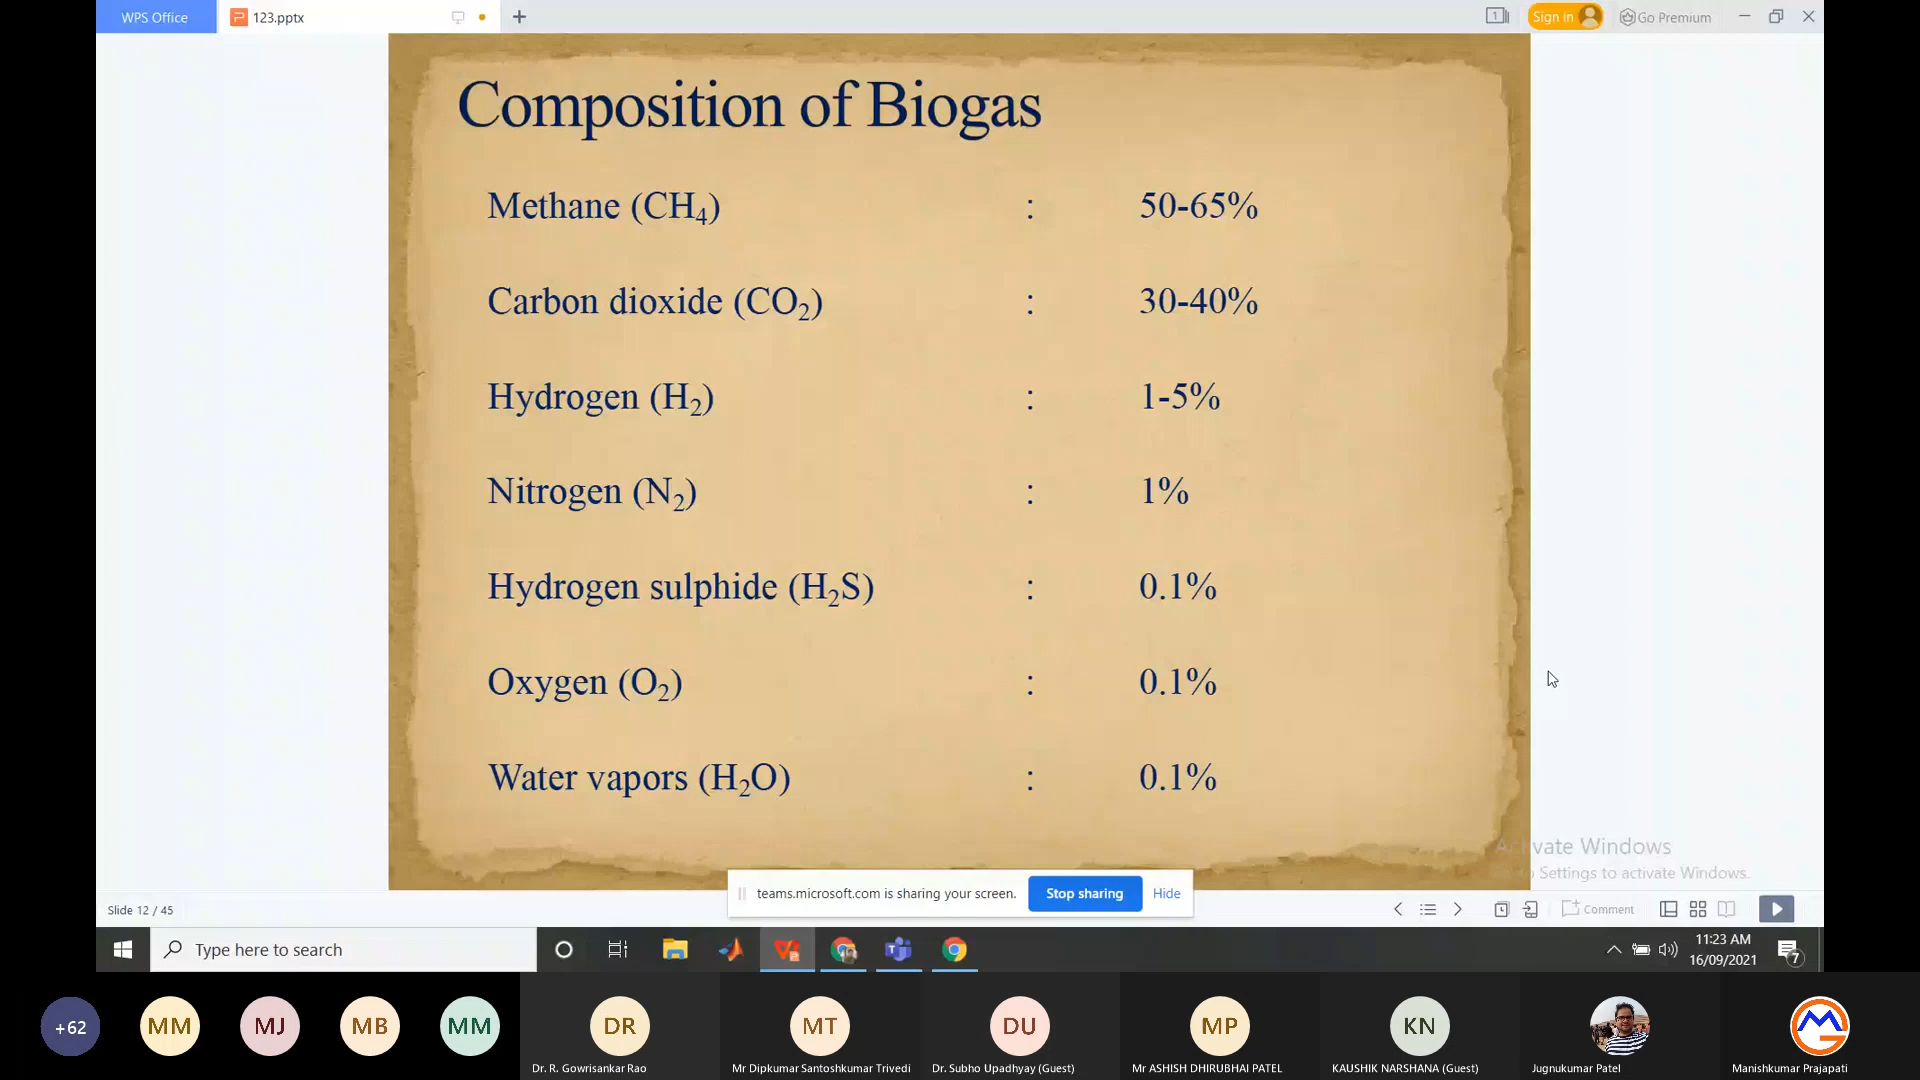 WPS Office 123.pptx + 1 Sign in Go Premium
Composition of Biogas
Methane (CH₄) : 50-65%
Carbon dioxide (CO₂) : 30-40%
Hydrogen (H₂) : 1-5%
Nitrogen (N₂) : 1%
Hydrogen sulphide (H₂S) : 0.1%
Oxygen (O₂) : 0.1%
Water vapors (H₂O) : 0.1%
Activate Windows
Settings to activate Windows.
teams.microsoft.com is sharing your screen. Stop sharing Hide
Slide 12 / 45 Comment
Type here to search
11:23 AM
16/09/2021
7
+62 MM MJ MB MM DR MT DU MP KN
Dr. R. Gowrisankar Rao Mr Dipkumar Santoshkumar Trivedi Dr. Subho Upadhyay (Guest) Mr ASHISH DHIRUBHAI PATEL KAUSHIK NARSHANA (Guest) Jugnukumar Patel Manishkumar Prajapati